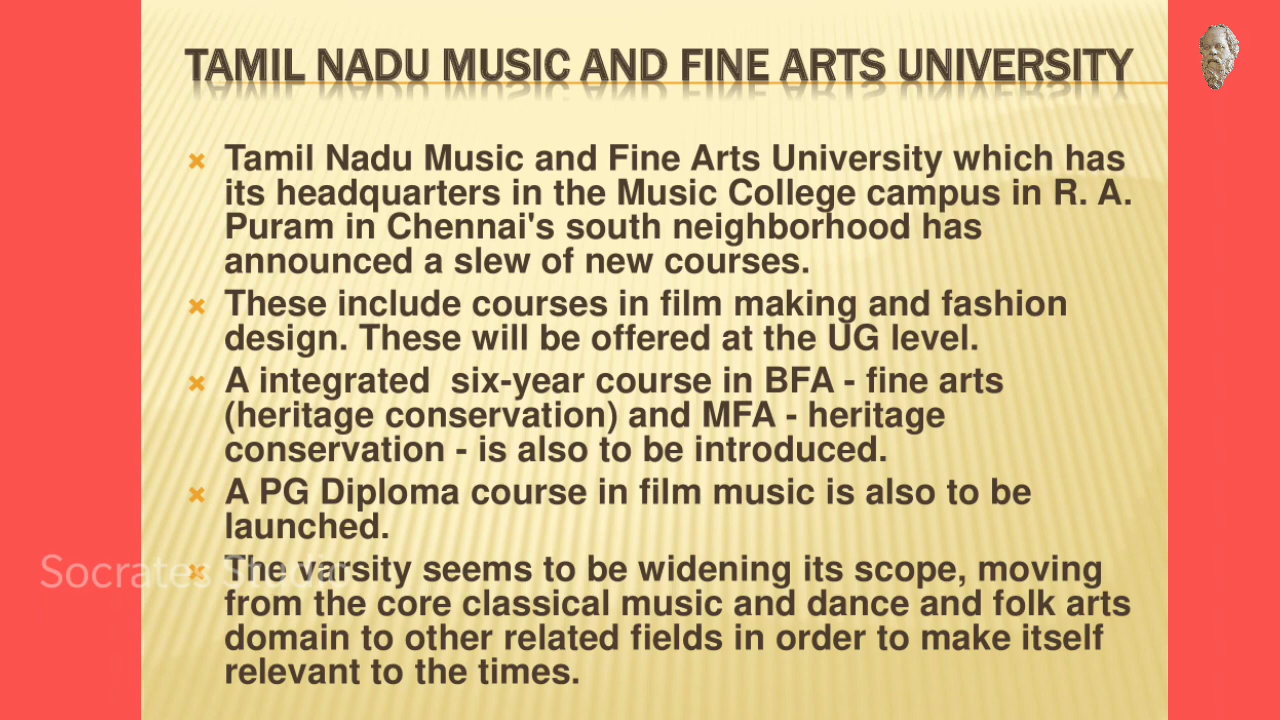 TAMIL NADU MUSIC AND FINE ARTS UNIVERSITY
Tamil Nadu Music and Fine Arts University which has
its headquarters in the Music College campus in R. A.
Puram in Chennai's south neighborhood has
announced a slew of new courses.
These include courses in film making and fashion
design. These will be offered at the UG level.
A integrated  six-year course in BFA - fine arts
(heritage conservation) and MFA - heritage
conservation - is also to be introduced.
A PG Diploma course in film music is also to be
launched.
The varsity seems to be widening its scope, moving
from the core classical music and dance and folk arts
domain to other related fields in order to make itself
relevant to the times.
Socrates Studio